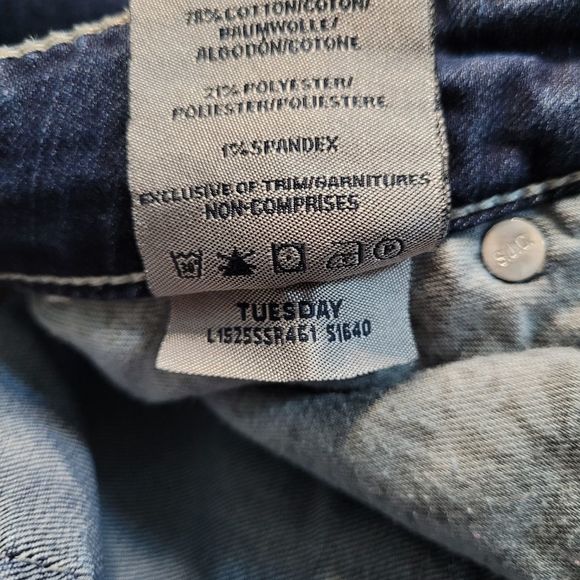 78% COTTON/COTON/
BAUMWOLLE/
ALGODÓN/COTONE
21% POLYESTER/
POLIESTER/POLIESTERE
1% SPANDEX
EXCLUSIVE OF TRIM/GARNITURES
NON-COMPRISES
TUESDAY
L1525SSR461 S1640
S.J.C.